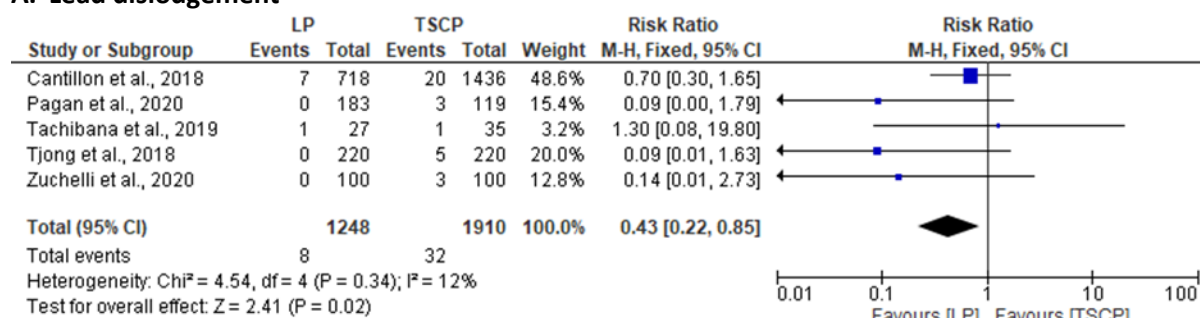 A. Lead dislodgement
LP TSCP Risk Ratio Risk Ratio
Study or Subgroup Events Total Events Total Weight M-H, Fixed, 95% CI M-H, Fixed, 95% CI
Cantillon et al., 2018 7 718 20 1436 48.6% 0.70 [0.30, 1.65]
Pagan et al., 2020 0 183 3 119 15.4% 0.09 [0.00, 1.79]
Tachibana et al., 2019 1 27 1 35 3.2% 1.30 [0.08, 19.80]
Tjong et al., 2018 0 220 5 220 20.0% 0.09 [0.01, 1.63]
Zuchelli et al., 2020 0 100 3 100 12.8% 0.14 [0.01, 2.73]
Total (95% CI) 1248 1910 100.0% 0.43 [0.22, 0.85]
Total events 8 32
Heterogeneity: Chi² = 4.54, df = 4 (P = 0.34); I² = 12%
Test for overall effect: Z = 2.41 (P = 0.02)
0.01 0.1 1 10 100
Favours [LP] Favours [TSCP]